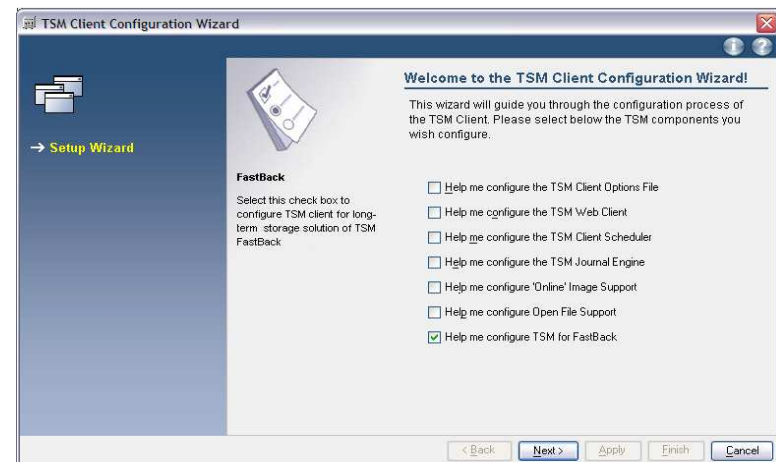 TSM Client Configuration Wizard
→ Setup Wizard
FastBack
Select this check box to
configure TSM client for long-
term storage solution of TSM
FastBack
Welcome to the TSM Client Configuration Wizard!
This wizard will guide you through the configuration process of
the TSM Client. Please select below the TSM components you
wish configure.
Help me configure the TSM Client Options File
Help me configure the TSM Web Client
Help me configure the TSM Client Scheduler
Help me configure the TSM Journal Engine
Help me configure 'Online' Image Support
Help me configure Open File Support
Help me configure TSM for FastBack
< Back
Next >
Apply
Finish
Cancel